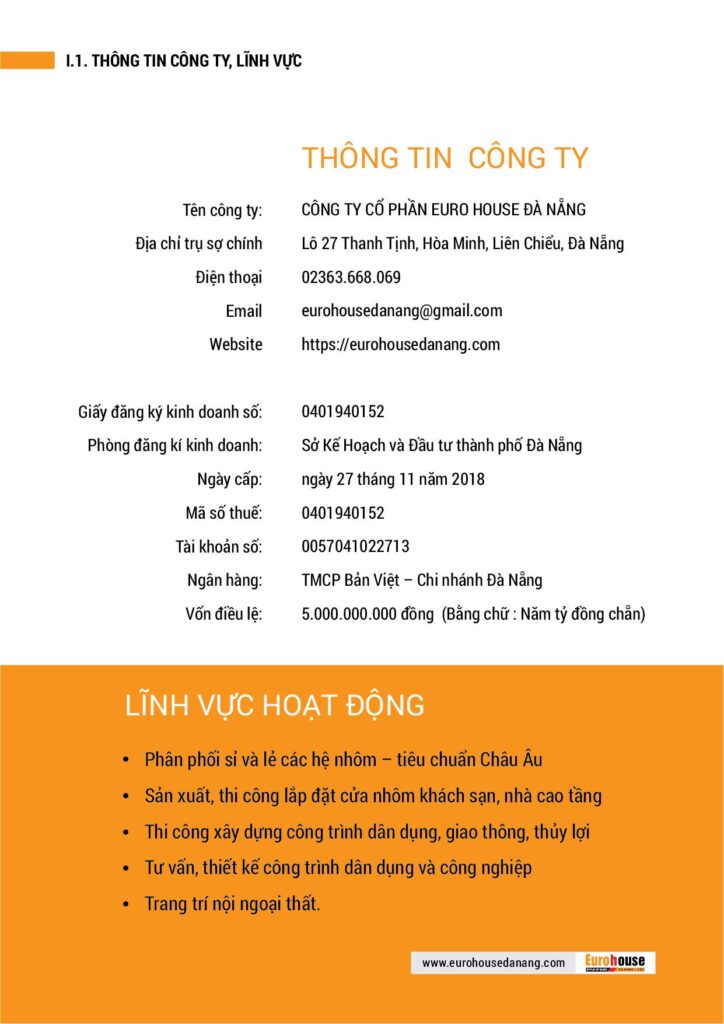 I.1. THÔNG TIN CÔNG TY, LĨNH VỰC
THÔNG TIN  CÔNG TY
Tên công ty: CÔNG TY CỔ PHẦN EURO HOUSE ĐÀ NẴNG
Địa chỉ trụ sợ chính Lô 27 Thanh Tịnh, Hòa Minh, Liên Chiểu, Đà Nẵng
Điện thoại 02363.668.069
Email eurohousedanang@gmail.com
Website https://eurohousedanang.com
Giấy đăng ký kinh doanh số: 0401940152
Phòng đăng kí kinh doanh: Sở Kế Hoạch và Đầu tư thành phố Đà Nẵng
Ngày cấp: ngày 27 tháng 11 năm 2018
Mã số thuế: 0401940152
Tài khoản số: 0057041022713
Ngân hàng: TMCP Bản Việt – Chi nhánh Đà Nẵng
Vốn điều lệ: 5.000.000.000 đồng  (Bằng chữ : Năm tỷ đồng chẵn)
LĨNH VỰC HOẠT ĐỘNG
• Phân phối sỉ và lẻ các hệ nhôm – tiêu chuẩn Châu Âu
• Sản xuất, thi công lắp đặt cửa nhôm khách sạn, nhà cao tầng
• Thi công xây dựng công trình dân dụng, giao thông, thủy lợi
• Tư vấn, thiết kế công trình dân dụng và công nghiệp
• Trang trí nội ngoại thất.
www.eurohousedanang.com Eurohouse